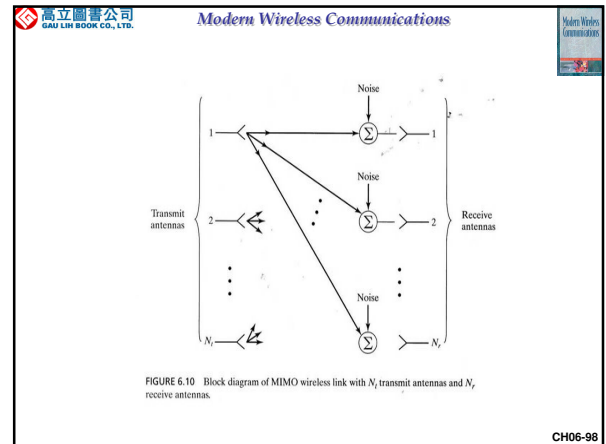 高立圖書公司
GAU LIH BOOK CO., LTD.
Modern Wireless Communications
Modern Wireless
Communications
Noise
1
Σ
1
Noise
Transmit
antennas
2
Σ
2
Receive
antennas
Noise
Nₜ
Σ
Nᵣ
FIGURE 6.10 Block diagram of MIMO wireless link with Nₜ transmit antennas and Nᵣ
receive antennas.
CH06-98